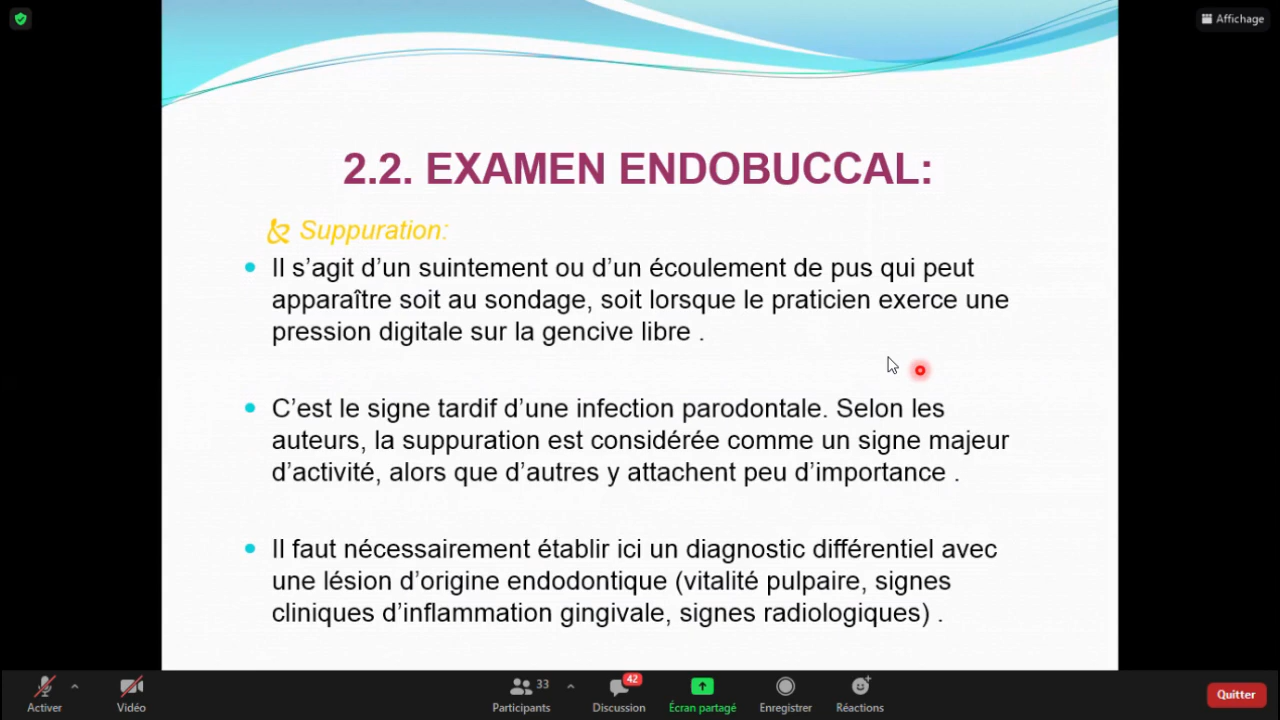 Affichage
2.2. EXAMEN ENDOBUCCAL:
Suppuration:
Il s’agit d’un suintement ou d’un écoulement de pus qui peut
apparaître soit au sondage, soit lorsque le praticien exerce une
pression digitale sur la gencive libre .
C’est le signe tardif d’une infection parodontale. Selon les
auteurs, la suppuration est considérée comme un signe majeur
d’activité, alors que d’autres y attachent peu d’importance .
Il faut nécessairement établir ici un diagnostic différentiel avec
une lésion d’origine endodontique (vitalité pulpaire, signes
cliniques d’inflammation gingivale, signes radiologiques) .
33 42
Activer Vidéo Participants Discussion Écran partagé Enregistrer Réactions Quitter